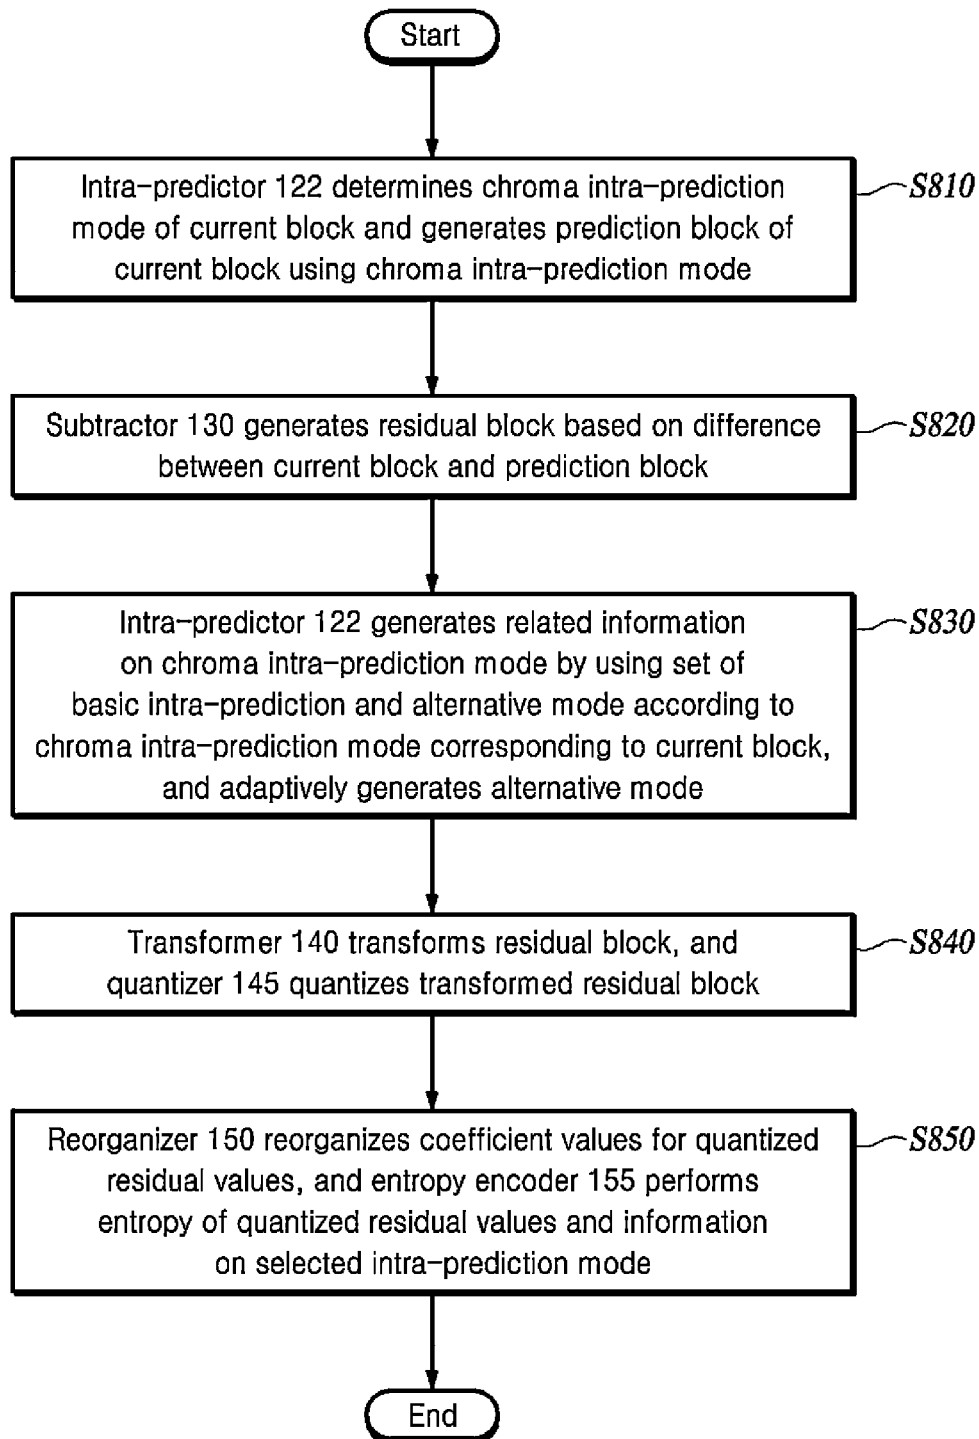 Start
Intra-predictor 122 determines chroma intra-prediction
mode of current block and generates prediction block of
current block using chroma intra-prediction mode
S810
Subtractor 130 generates residual block based on difference
between current block and prediction block
S820
Intra-predictor 122 generates related information
on chroma intra-prediction mode by using set of
basic intra-prediction and alternative mode according to
chroma intra-prediction mode corresponding to current block,
and adaptively generates alternative mode
S830
Transformer 140 transforms residual block, and
quantizer 145 quantizes transformed residual block
S840
Reorganizer 150 reorganizes coefficient values for quantized
residual values, and entropy encoder 155 performs
entropy of quantized residual values and information
on selected intra-prediction mode
S850
End